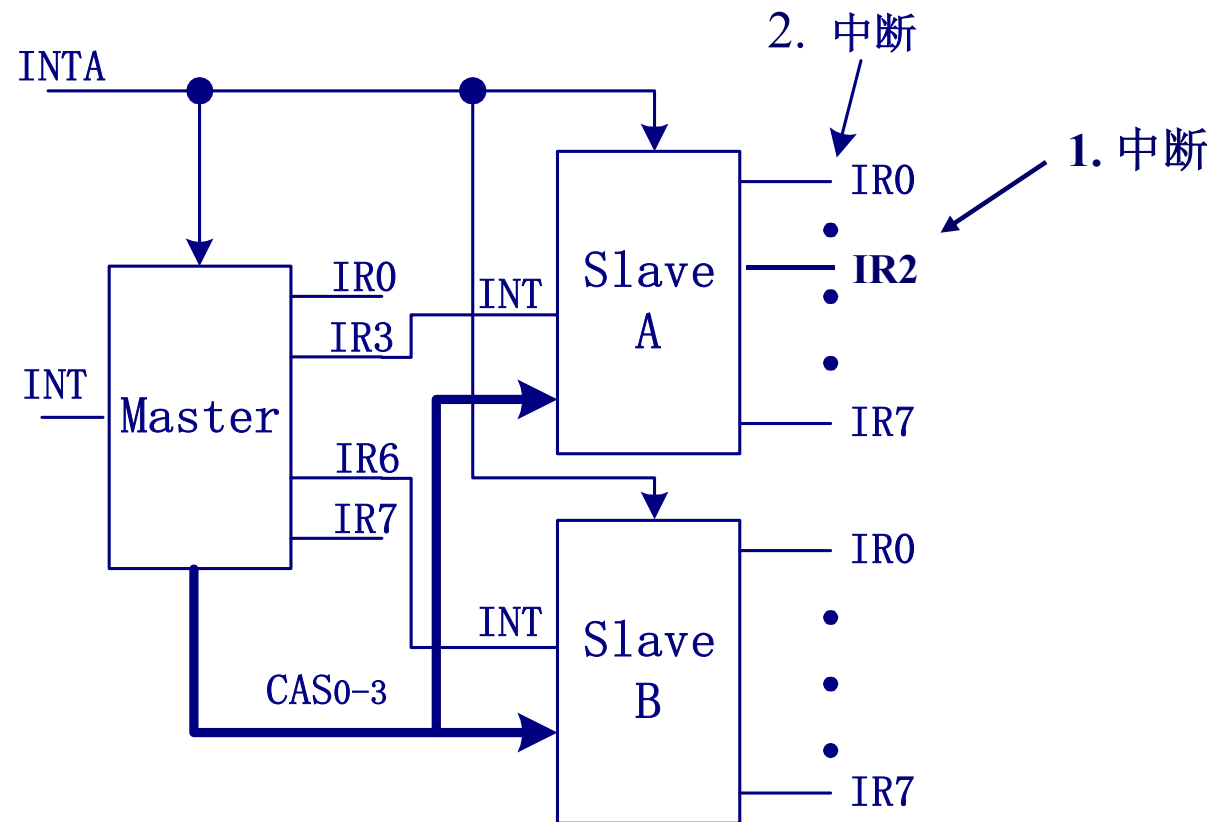 2. 中断
INTA
1. 中断
IR0
IR0
IR2
Slave
A
INT
IR3
INT
Master
IR7
IR6
IR7
IR0
INT
Slave
B
CAS0-3
IR7